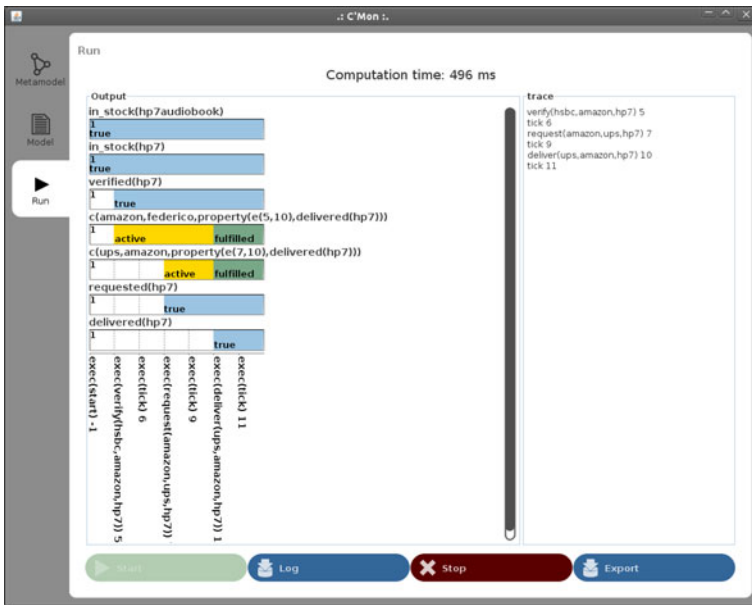 .: C'Mon :.
Metamodel
Model
Run
Run
Computation time: 496 ms
Output
in_stock(hp7audiobook)
1
true
in_stock(hp7)
1
true
verified(hp7)
1
true
c(amazon,federico,property(e(5,10),delivered(hp7)))
1
active
fulfilled
c(ups,amazon,property(e(7,10),delivered(hp7)))
1
active
fulfilled
requested(hp7)
1
true
delivered(hp7)
1
true
exec(start) -1
exec(verify(hsbc,amazon,hp7)) 5
exec(tick) 6
exec(request(amazon,ups,hp7))
exec(tick) 9
exec(deliver(ups,amazon,hp7)) 1
exec(tick) 11
trace
verify(hsbc,amazon,hp7) 5
tick 6
request(amazon,ups,hp7) 7
tick 9
deliver(ups,amazon,hp7) 10
tick 11
Start
Log
Stop
Export